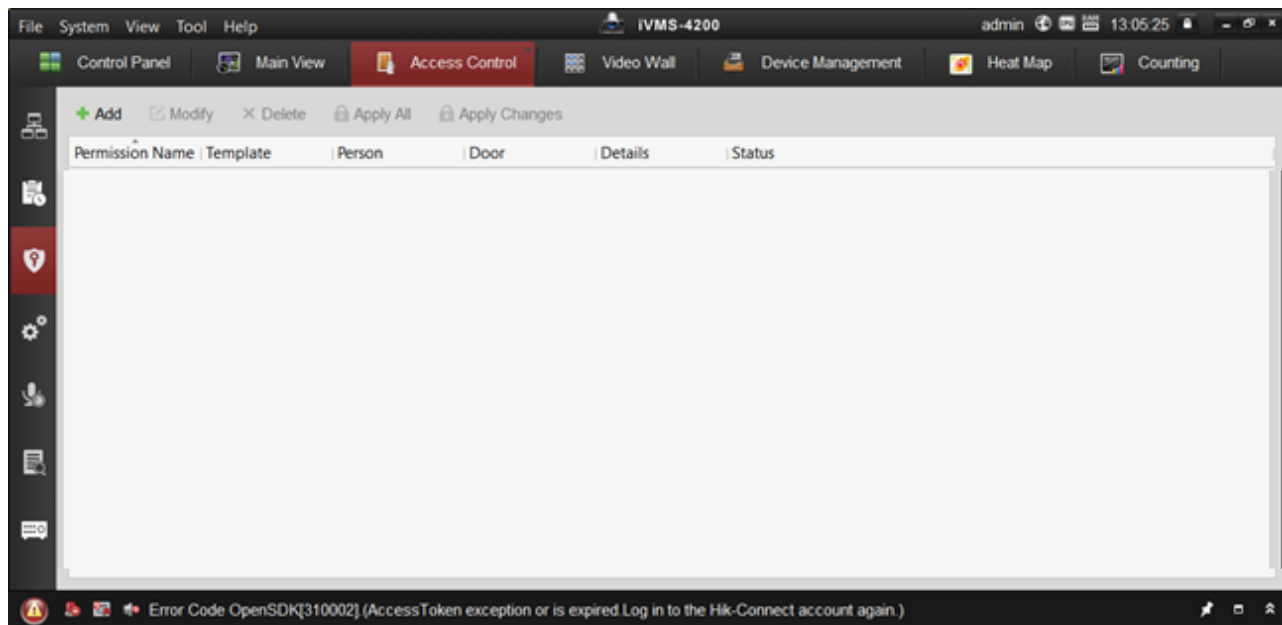 File System View Tool Help iVMS-4200 admin 13:05:25
Control Panel Main View Access Control Video Wall Device Management Heat Map Counting
Add Modify Delete Apply All Apply Changes
Permission Name Template Person Door Details Status
Error Code OpenSDK[310002].(AccessToken exception or is expired.Log in to the Hik-Connect account again.)